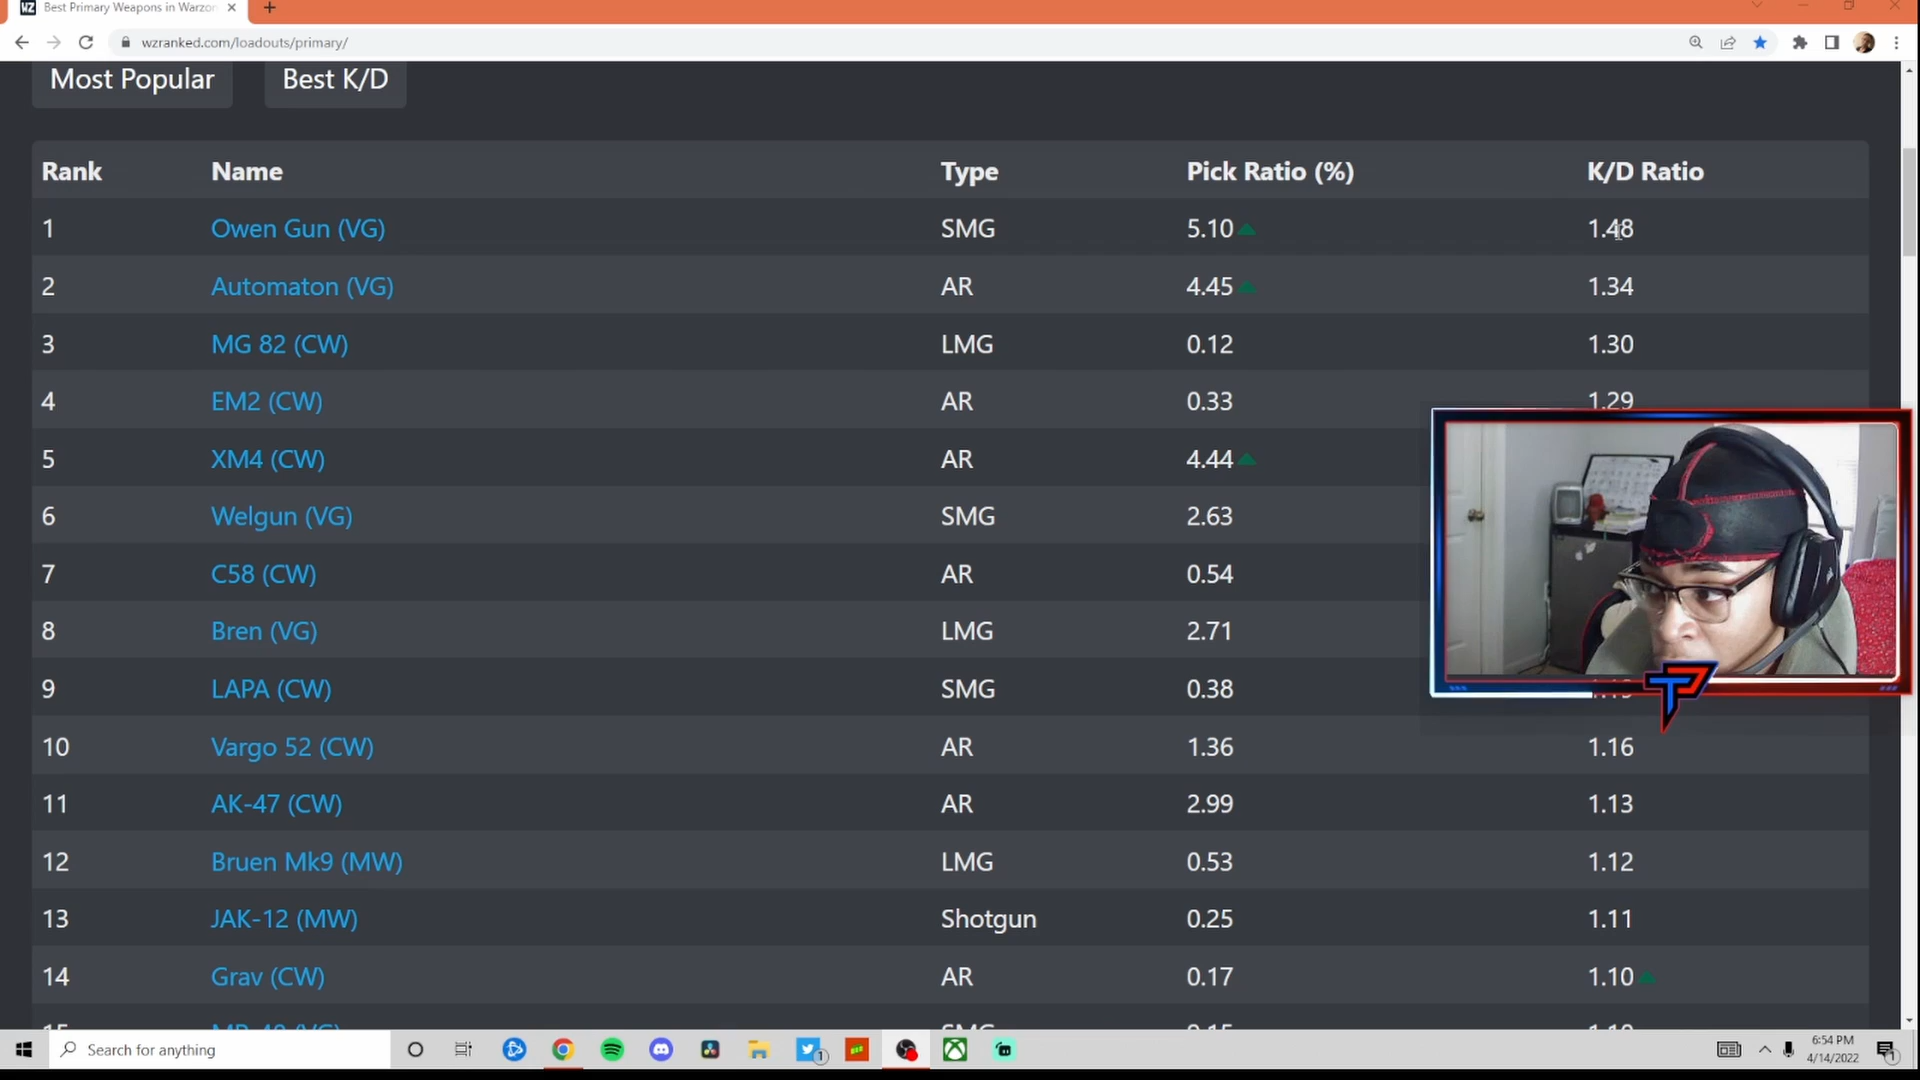 Best Primary Weapons in Warzon
wzranked.com/loadouts/primary/
Most Popular Best K/D
Rank Name Type Pick Ratio (%) K/D Ratio
1 Owen Gun (VG) SMG 5.10 1.48
2 Automaton (VG) AR 4.45 1.34
3 MG 82 (CW) LMG 0.12 1.30
4 EM2 (CW) AR 0.33 1.29
5 XM4 (CW) AR 4.44
6 Welgun (VG) SMG 2.63
7 C58 (CW) AR 0.54
8 Bren (VG) LMG 2.71
9 LAPA (CW) SMG 0.38
10 Vargo 52 (CW) AR 1.36 1.16
11 AK-47 (CW) AR 2.99 1.13
12 Bruen Mk9 (MW) LMG 0.53 1.12
13 JAK-12 (MW) Shotgun 0.25 1.11
14 Grav (CW) AR 0.17 1.10
Search for anything
6:54 PM
4/14/2022